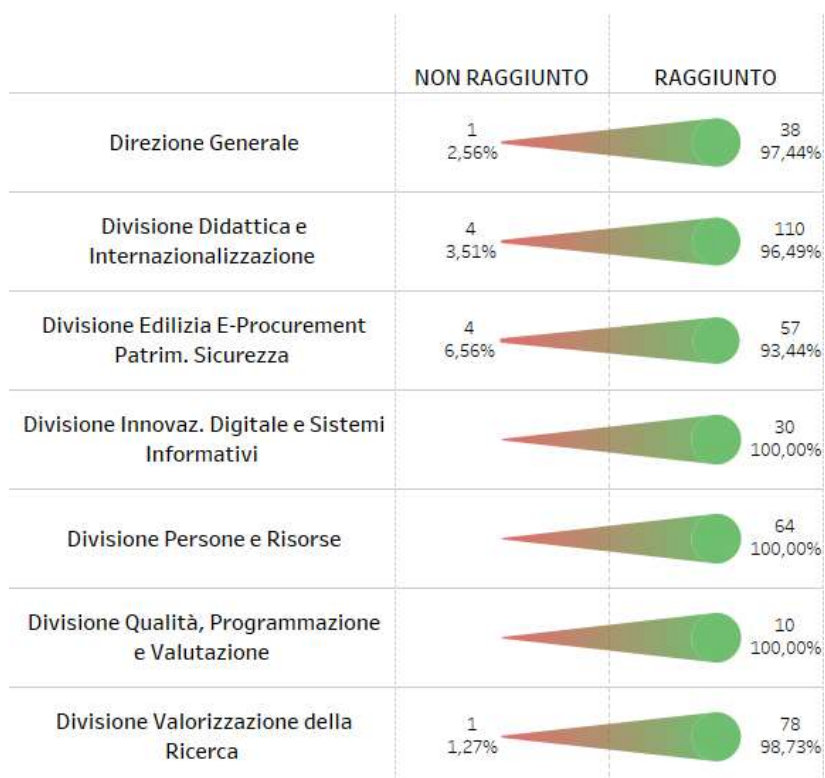 NON RAGGIUNTO RAGGIUNTO
Direzione Generale
1
2,56%
38
97,44%
Divisione Didattica e
Internazionalizzazione
4
3,51%
110
96,49%
Divisione Edilizia E-Procurement
Patrim. Sicurezza
4
6,56%
57
93,44%
Divisione Innovaz. Digitale e Sistemi
Informativi
30
100,00%
Divisione Persone e Risorse
64
100,00%
Divisione Qualità, Programmazione
e Valutazione
10
100,00%
Divisione Valorizzazione della
Ricerca
1
1,27%
78
98,73%